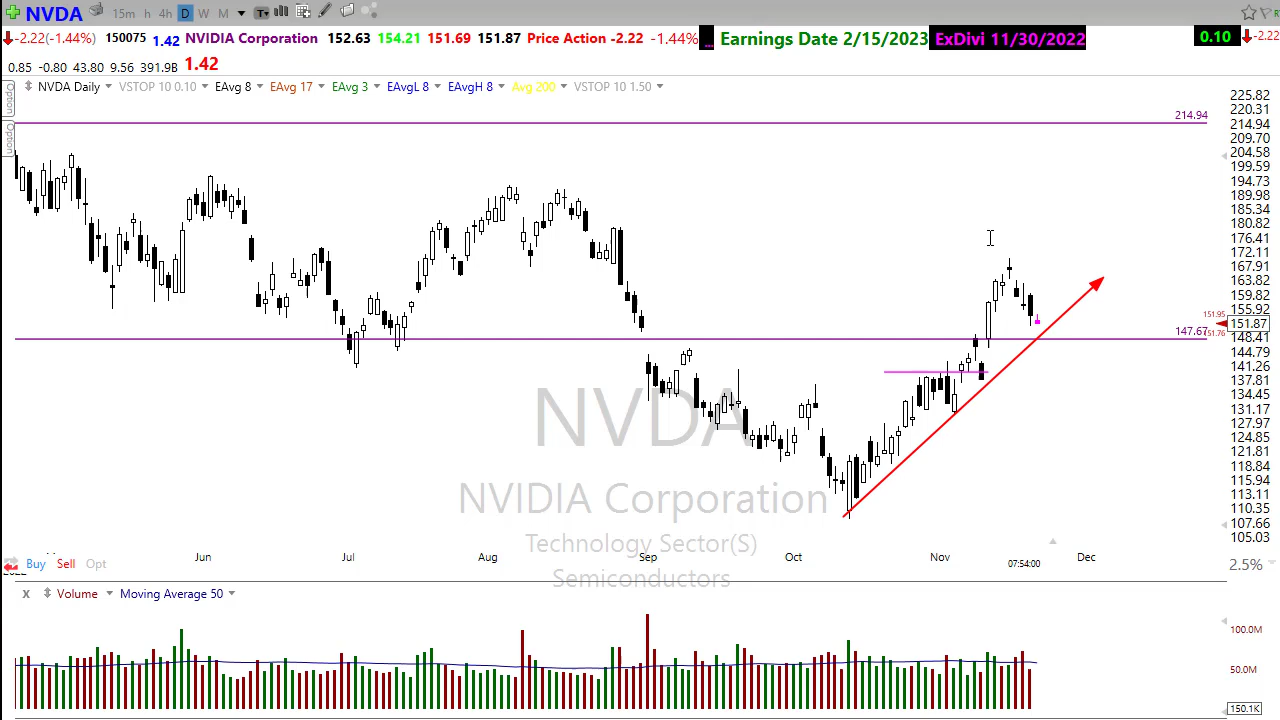 NVDA 15m h 4h D W M T
-2.22(-1.44%) 150075 1.42 NVIDIA Corporation 152.63 154.21 151.69 151.87 Price Action -2.22 -1.44% ... Earnings Date 2/15/2023 ExDivi 11/30/2022 0.10 -2.22
0.85 -0.80 43.80 9.56 391.9B 1.42
Option
Option
NVDA Daily VSTOP 10 0.10 EAvg 8 EAvg 17 EAvg 3 EAvgL 8 EAvgH 8 Avg 200 VSTOP 10 1.50
225.82
220.31
214.94
214.94
209.70
204.58
199.59
194.73
189.98
185.34
180.82
176.41
172.11
167.91
163.82
159.82
155.92
151.95
151.87
151.76
147.67
148.41
144.79
141.26
137.81
134.45
131.17
127.97
124.85
121.81
118.84
115.94
113.11
110.35
107.66
105.03
NVDA
NVIDIA Corporation
Technology Sector(S)
Semiconductors
Jun Jul Aug Sep Oct Nov Dec
07:54:00
Buy Sell Opt
2.5%
x Volume Moving Average 50
100.0M
50.0M
150.1K